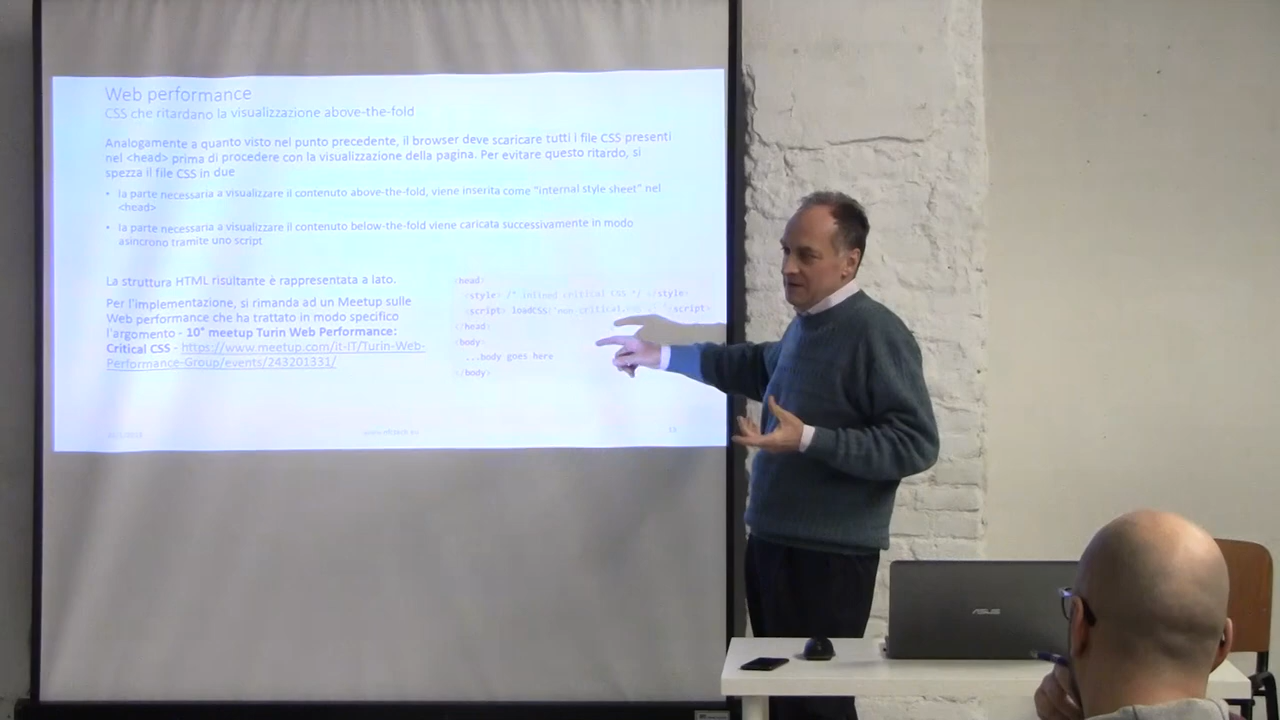 Web performance
CSS che ritardano la visualizzazione above-the-fold
Analogamente a quanto visto nel punto precedente, il browser deve scaricare tutti i file CSS presenti
nel <head> prima di procedere con la visualizzazione della pagina. Per evitare questo ritardo, si
spezza il file CSS in due
• la parte necessaria a visualizzare il contenuto above-the-fold, viene inserita come "internal style sheet" nel
<head>
• la parte necessaria a visualizzare il contenuto below-the-fold viene caricata successivamente in modo
asincrono tramite uno script
La struttura HTML risultante è rappresentata a lato.
Per l'implementazione, si rimanda ad un Meetup sulle
Web performance che ha trattato in modo specifico
l'argomento - 10° meetup Turin Web Performance:
Critical CSS - https://www.meetup.com/it-IT/Turin-Web-
Performance-Group/events/243201331/
<head>
<style> /* inlined critical CSS */ </style>
<script> loadCSS('non_critical. <script>
</head>
<body>
...body goes here
</body>
ASUS